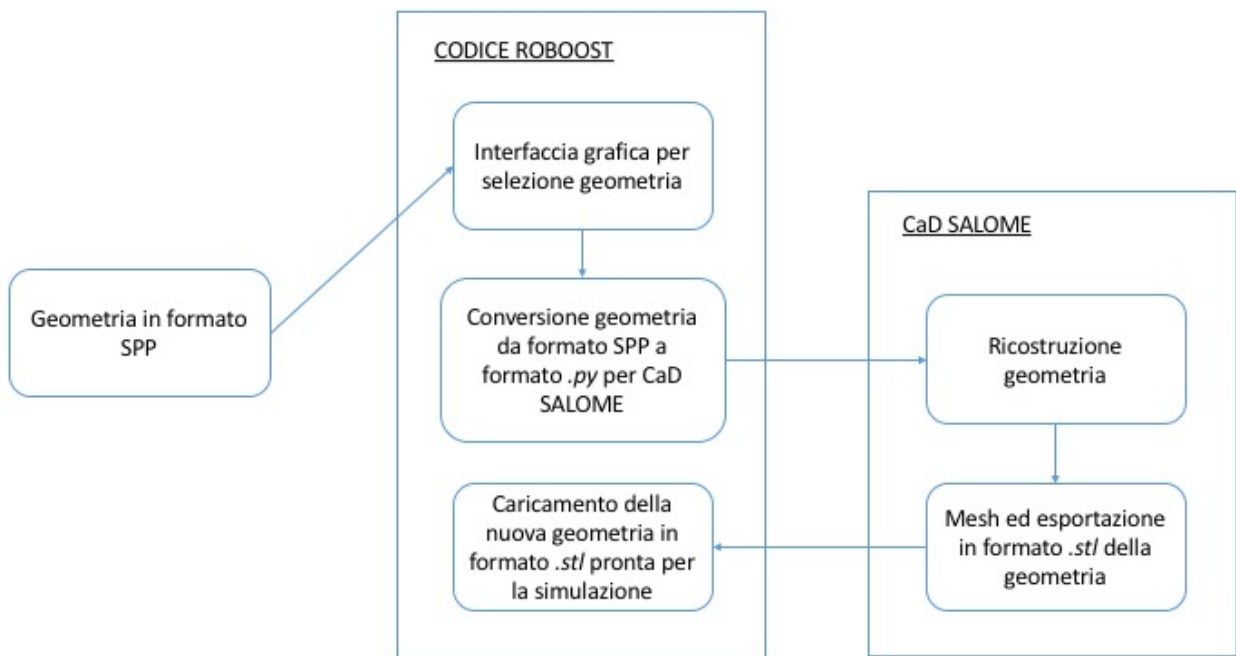 CODICE ROBOOST
Interfaccia grafica per
selezione geometria
Geometria in formato
SPP
Conversione geometria
da formato SPP a
formato .py per CaD
SALOME
CaD SALOME
Ricostruzione
geometria
Mesh ed esportazione
in formato .stl della
geometria
Caricamento della
nuova geometria in
formato .stl pronta per
la simulazione